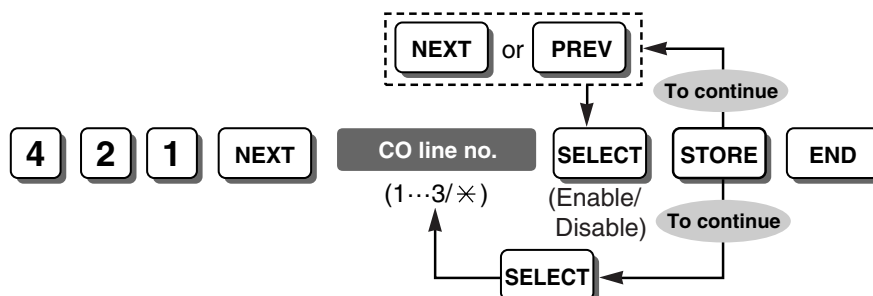 NEXT or PREV
To continue
4 2 1 NEXT CO line no. SELECT STORE END
(1···3/✳) (Enable/
Disable)
To continue
SELECT